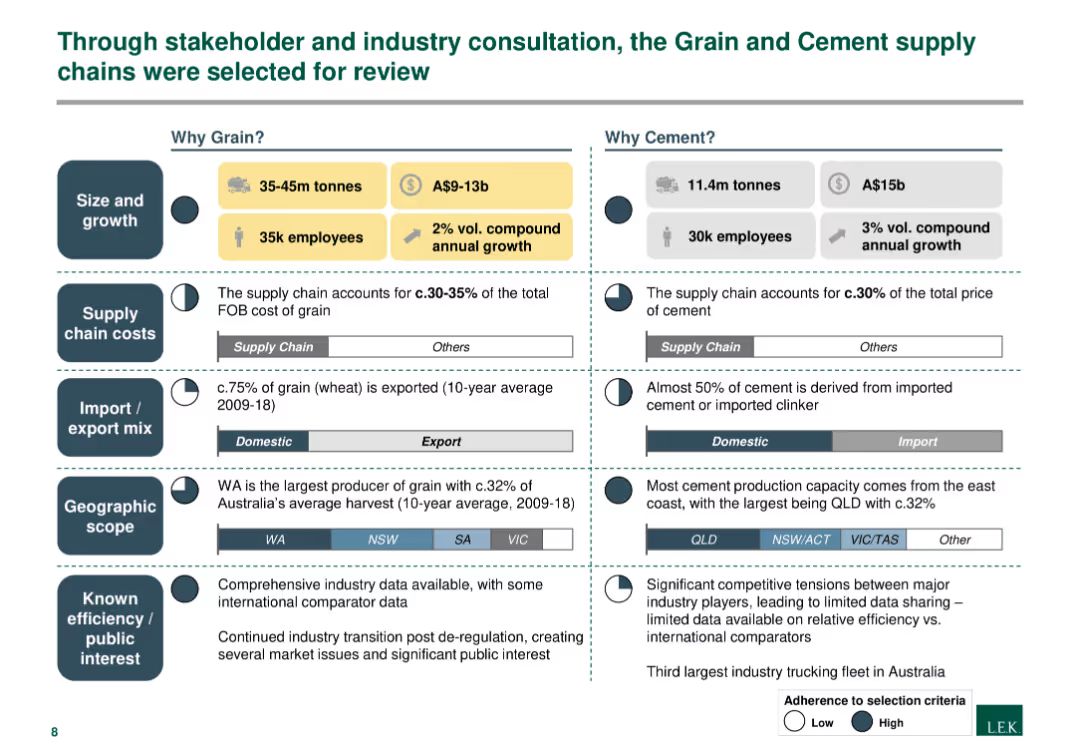 Through stakeholder and industry consultation, the Grain and Cement supply
chains were selected for review
Why Grain?
Why Cement?
Size and
growth
35-45m tonnes
A$9-13b
35k employees
2% vol. compound
annual growth
11.4m tonnes
A$15b
30k employees
3% vol. compound
annual growth
Supply
chain costs
The supply chain accounts for c.30-35% of the total
FOB cost of grain
Supply Chain
Others
The supply chain accounts for c.30% of the total price
of cement
Supply Chain
Others
Import /
export mix
c.75% of grain (wheat) is exported (10-year average
2009-18)
Domestic
Export
Almost 50% of cement is derived from imported
cement or imported clinker
Domestic
Import
Geographic
scope
WA is the largest producer of grain with c.32% of
Australia's average harvest (10-year average, 2009-18)
WA
NSW
SA
VIC
Most cement production capacity comes from the east
coast, with the largest being QLD with c.32%
QLD
NSW/ACT
VIC/TAS
Other
Known
efficiency /
public
interest
Comprehensive industry data available, with some
international comparator data
Continued industry transition post de-regulation, creating
several market issues and significant public interest
Significant competitive tensions between major
industry players, leading to limited data sharing –
limited data available on relative efficiency vs.
international comparators
Third largest industry trucking fleet in Australia
Adherence to selection criteria
Low
High
8
L.E.K.